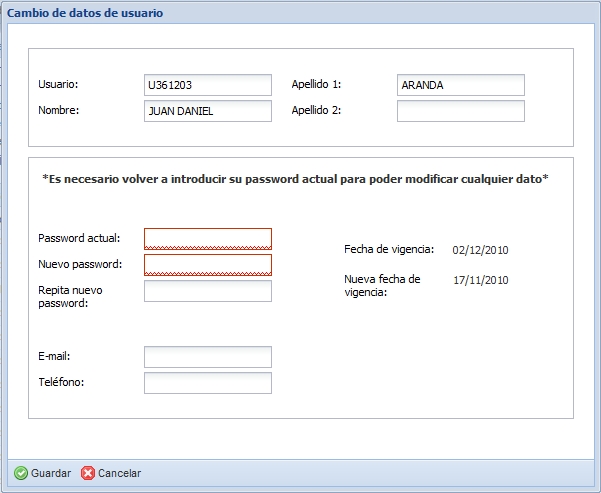 Cambio de datos de usuario
Usuario: U361203 Apellido 1: ARANDA
Nombre: JUAN DANIEL Apellido 2:
*Es necesario volver a introducir su password actual para poder modificar cualquier dato*
Password actual:
Fecha de vigencia: 02/12/2010
Nuevo password:
Nueva fecha de
vigencia: 17/11/2010
Repita nuevo
password:
E-mail:
Teléfono:
Guardar Cancelar